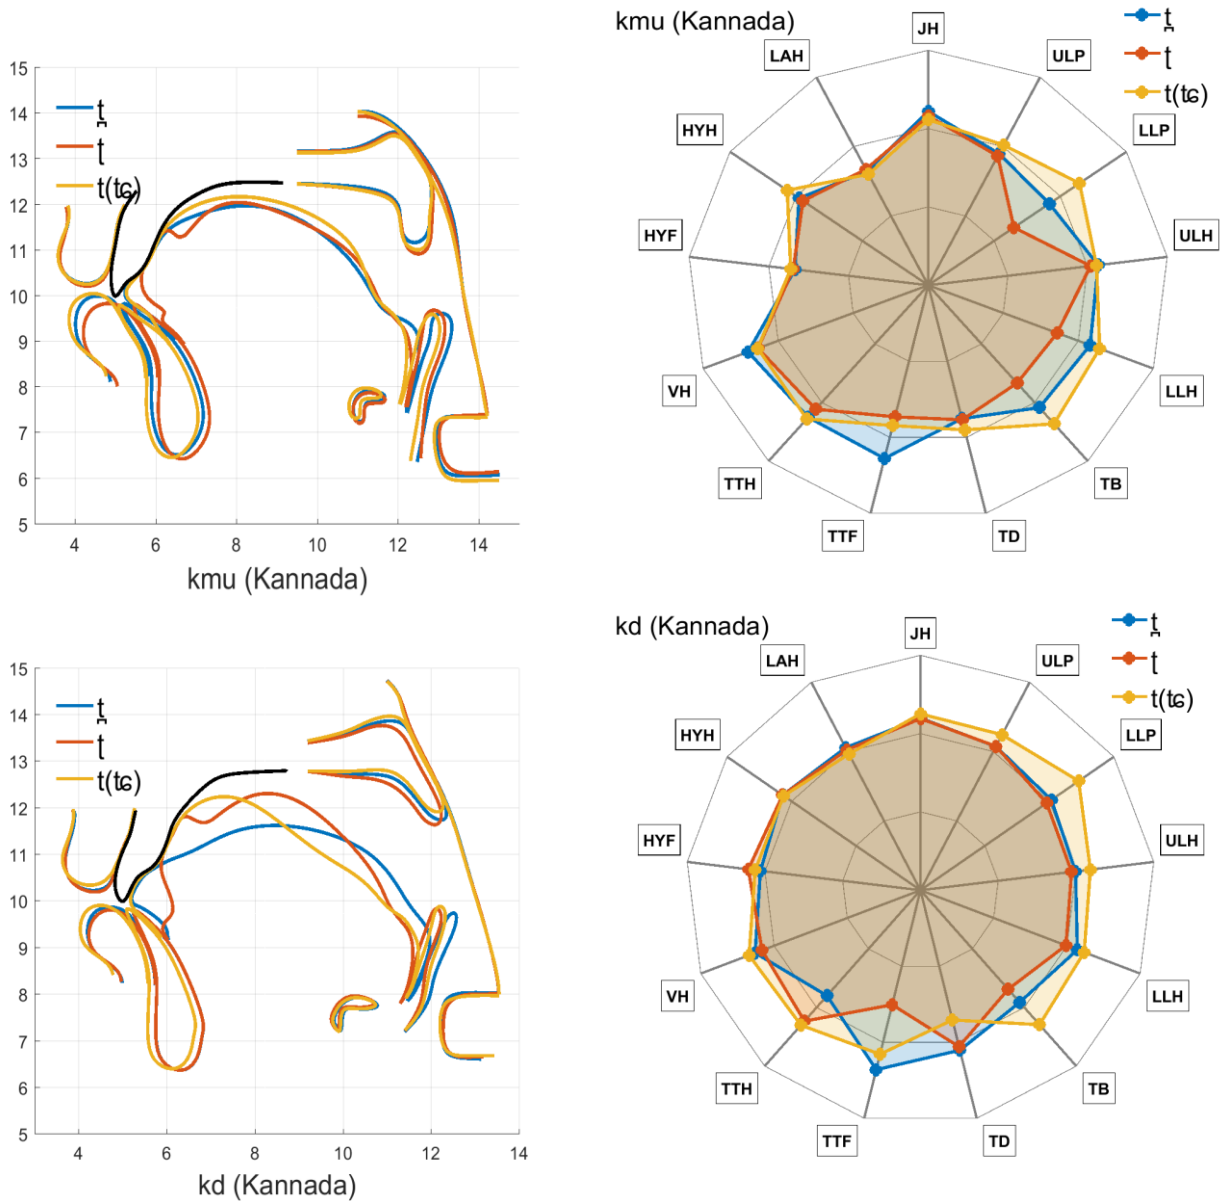 15
14
13
12
11
10
9
8
7
6
5
t̪
ʈ
t(ʨ)
4 6 8 10 12 14
kmu (Kannada)
kmu (Kannada)
t̪
ʈ
t(ʨ)
JH
ULP
LLP
ULH
LLH
TB
TD
TTF
TTH
VH
HYF
HYH
LAH
15
14
13
12
11
10
9
8
7
6
5
t̪
ʈ
t(ʨ)
4 6 8 10 12 14
kd (Kannada)
kd (Kannada)
t̪
ʈ
t(ʨ)
JH
ULP
LLP
ULH
LLH
TB
TD
TTF
TTH
VH
HYF
HYH
LAH